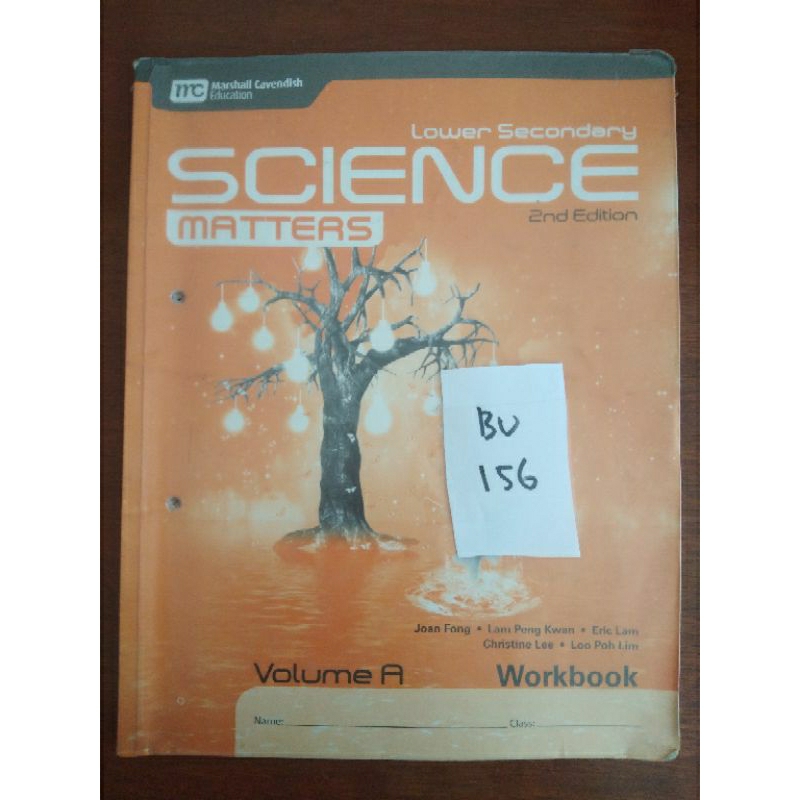 mc Marshall Cavendish
Education
Lower Secondary
SCIENCE
MATTERS
2nd Edition
BU
156
Joan Fong • Lam Peng Kwan • Eric Lam
Christine Lee • Loo Poh Lim
Volume A
Workbook
Name:
Class: